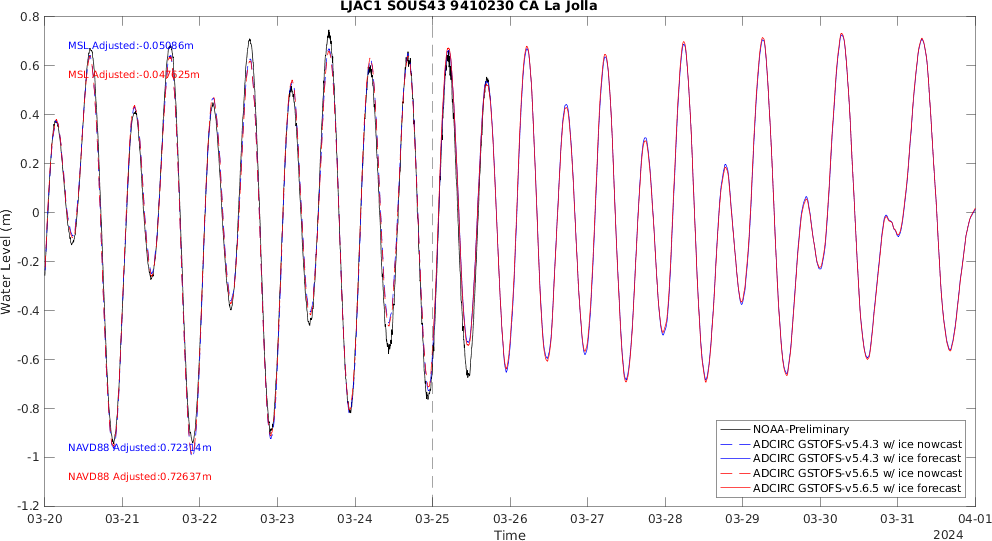 LJAC1 SOUS43 9410230 CA La Jolla
0.8
0.6
0.4
0.2
0
-0.2
-0.4
-0.6
-0.8
-1
-1.2
Water Level (m)
MSL Adjusted:-0.05086m
MSL Adjusted:-0.047625m
NAVD88 Adjusted:0.72314m
NAVD88 Adjusted:0.72637m
NOAA-Preliminary
ADCIRC GSTOFS-v5.4.3 w/ ice nowcast
ADCIRC GSTOFS-v5.4.3 w/ ice forecast
ADCIRC GSTOFS-v5.6.5 w/ ice nowcast
ADCIRC GSTOFS-v5.6.5 w/ ice forecast
03-20 03-21 03-22 03-23 03-24 03-25 03-26 03-27 03-28 03-29 03-30 03-31 04-01
Time
2024